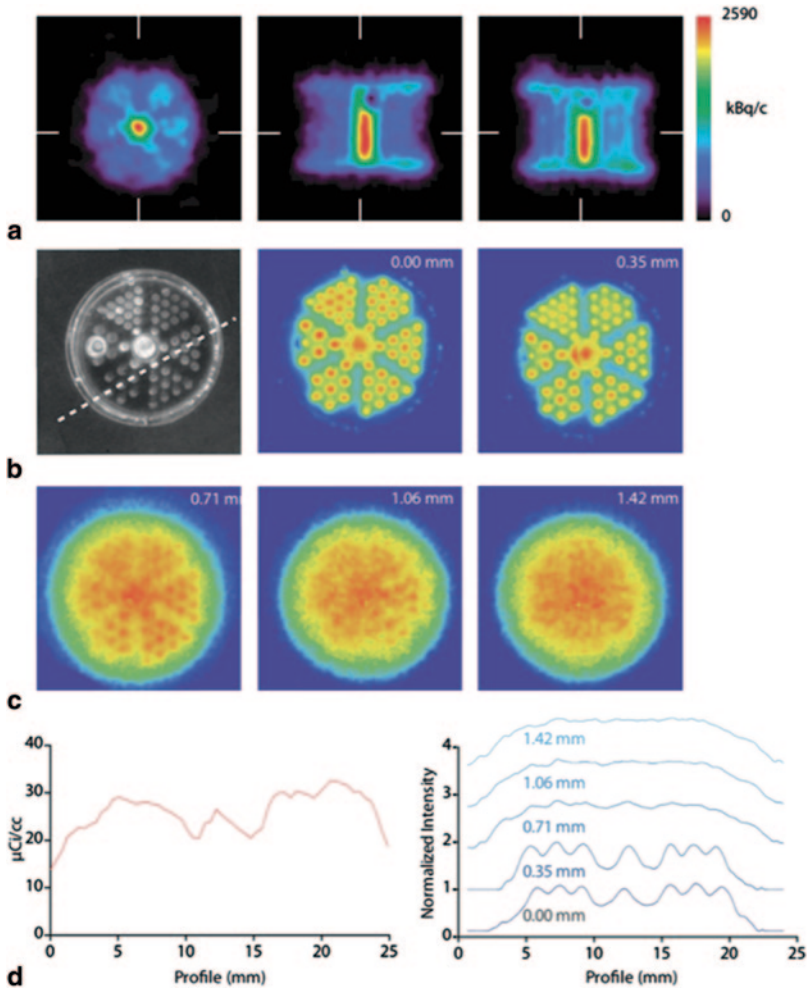 2590
kBq/c
0
a
0.00 mm
0.35 mm
b
0.71 m
1.06 mm
1.42 mm
c
40
30
20
10
0
µCi/cc
0 5 10 15 20 25
Profile (mm)
4
3
2
1
0
Normalized Intensity
1.42 mm
1.06 mm
0.71 mm
0.35 mm
0.00 mm
0 5 10 15 20 25
Profile (mm)
d